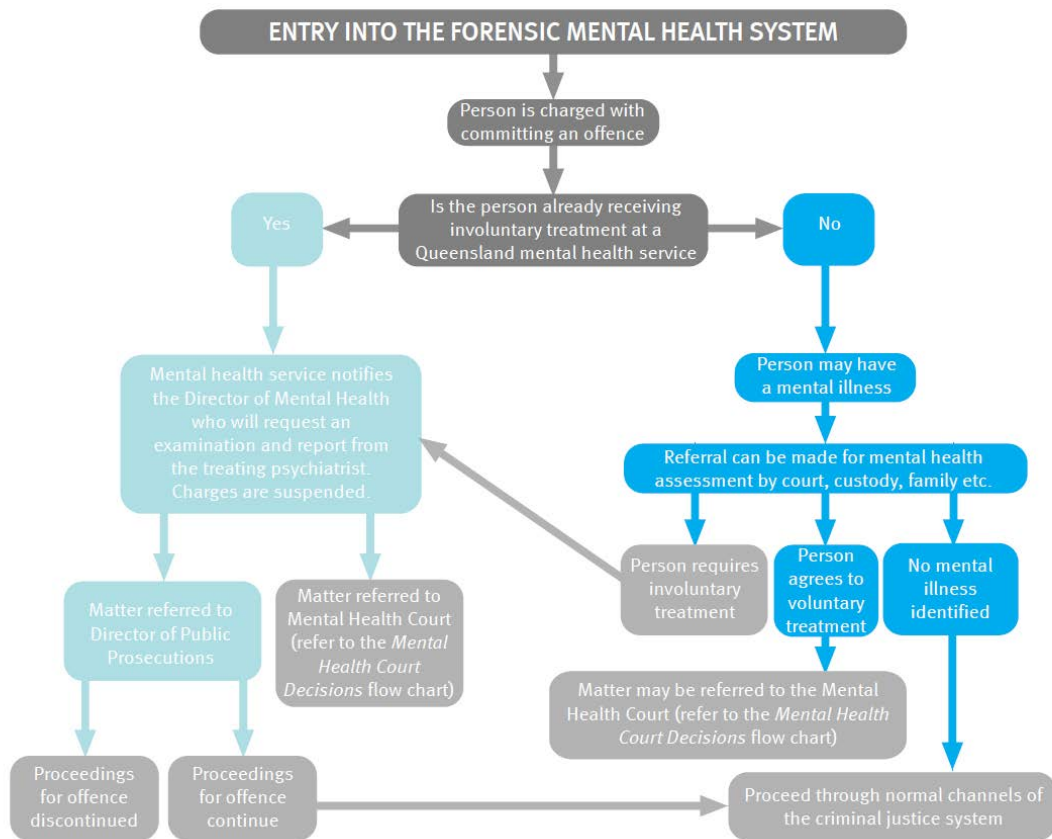 ENTRY INTO THE FORENSIC MENTAL HEALTH SYSTEM
Person is charged with
committing an offence
Is the person already receiving
involuntary treatment at a
Queensland mental health service
Yes
No
Mental health service notifies
the Director of Mental Health
who will request an
examination and report from
the treating psychiatrist.
Charges are suspended.
Person may have
a mental illness
Referral can be made for mental health
assessment by court, custody, family etc.
Person requires
involuntary
treatment
Person
agrees to
voluntary
treatment
No mental
illness
identified
Matter referred to
Director of Public
Prosecutions
Matter referred to
Mental Health Court
(refer to the Mental
Health Court
Decisions flow chart)
Matter may be referred to the Mental
Health Court (refer to the Mental Health
Court Decisions flow chart)
Proceedings
for offence
discontinued
Proceedings
for offence
continue
Proceed through normal channels of
the criminal justice system